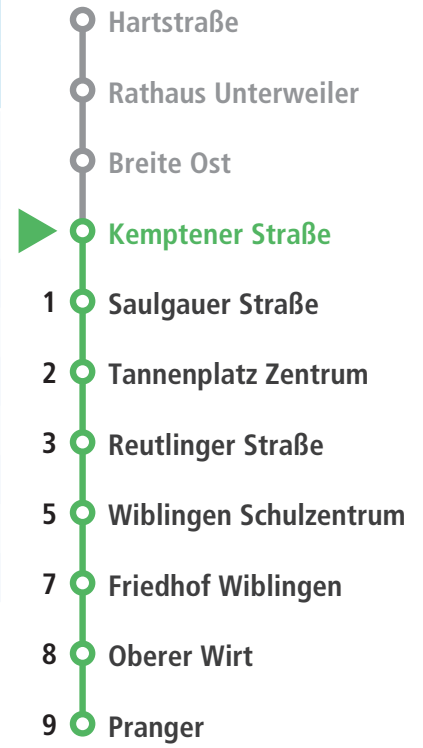 Hartstraße
Rathaus Unterweiler
Breite Ost
Kemptener Straße
1 Saulgauer Straße
2 Tannenplatz Zentrum
3 Reutlinger Straße
5 Wiblingen Schulzentrum
7 Friedhof Wiblingen
8 Oberer Wirt
9 Pranger